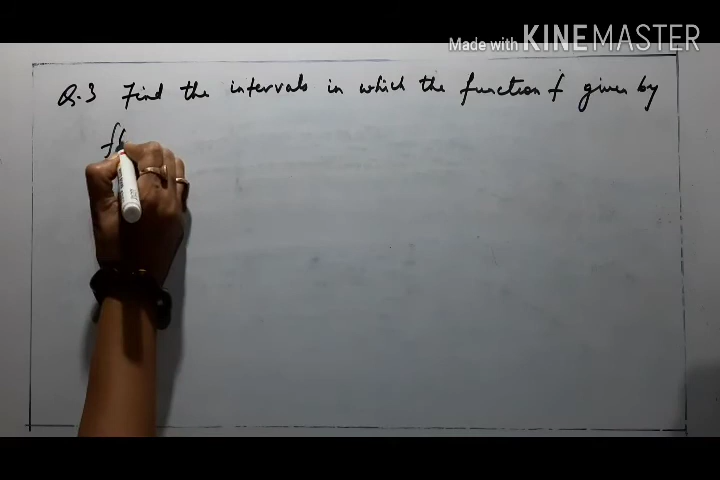 Made with KINEMASTER
Q.3 Find the intervals in which the function f given by
f(